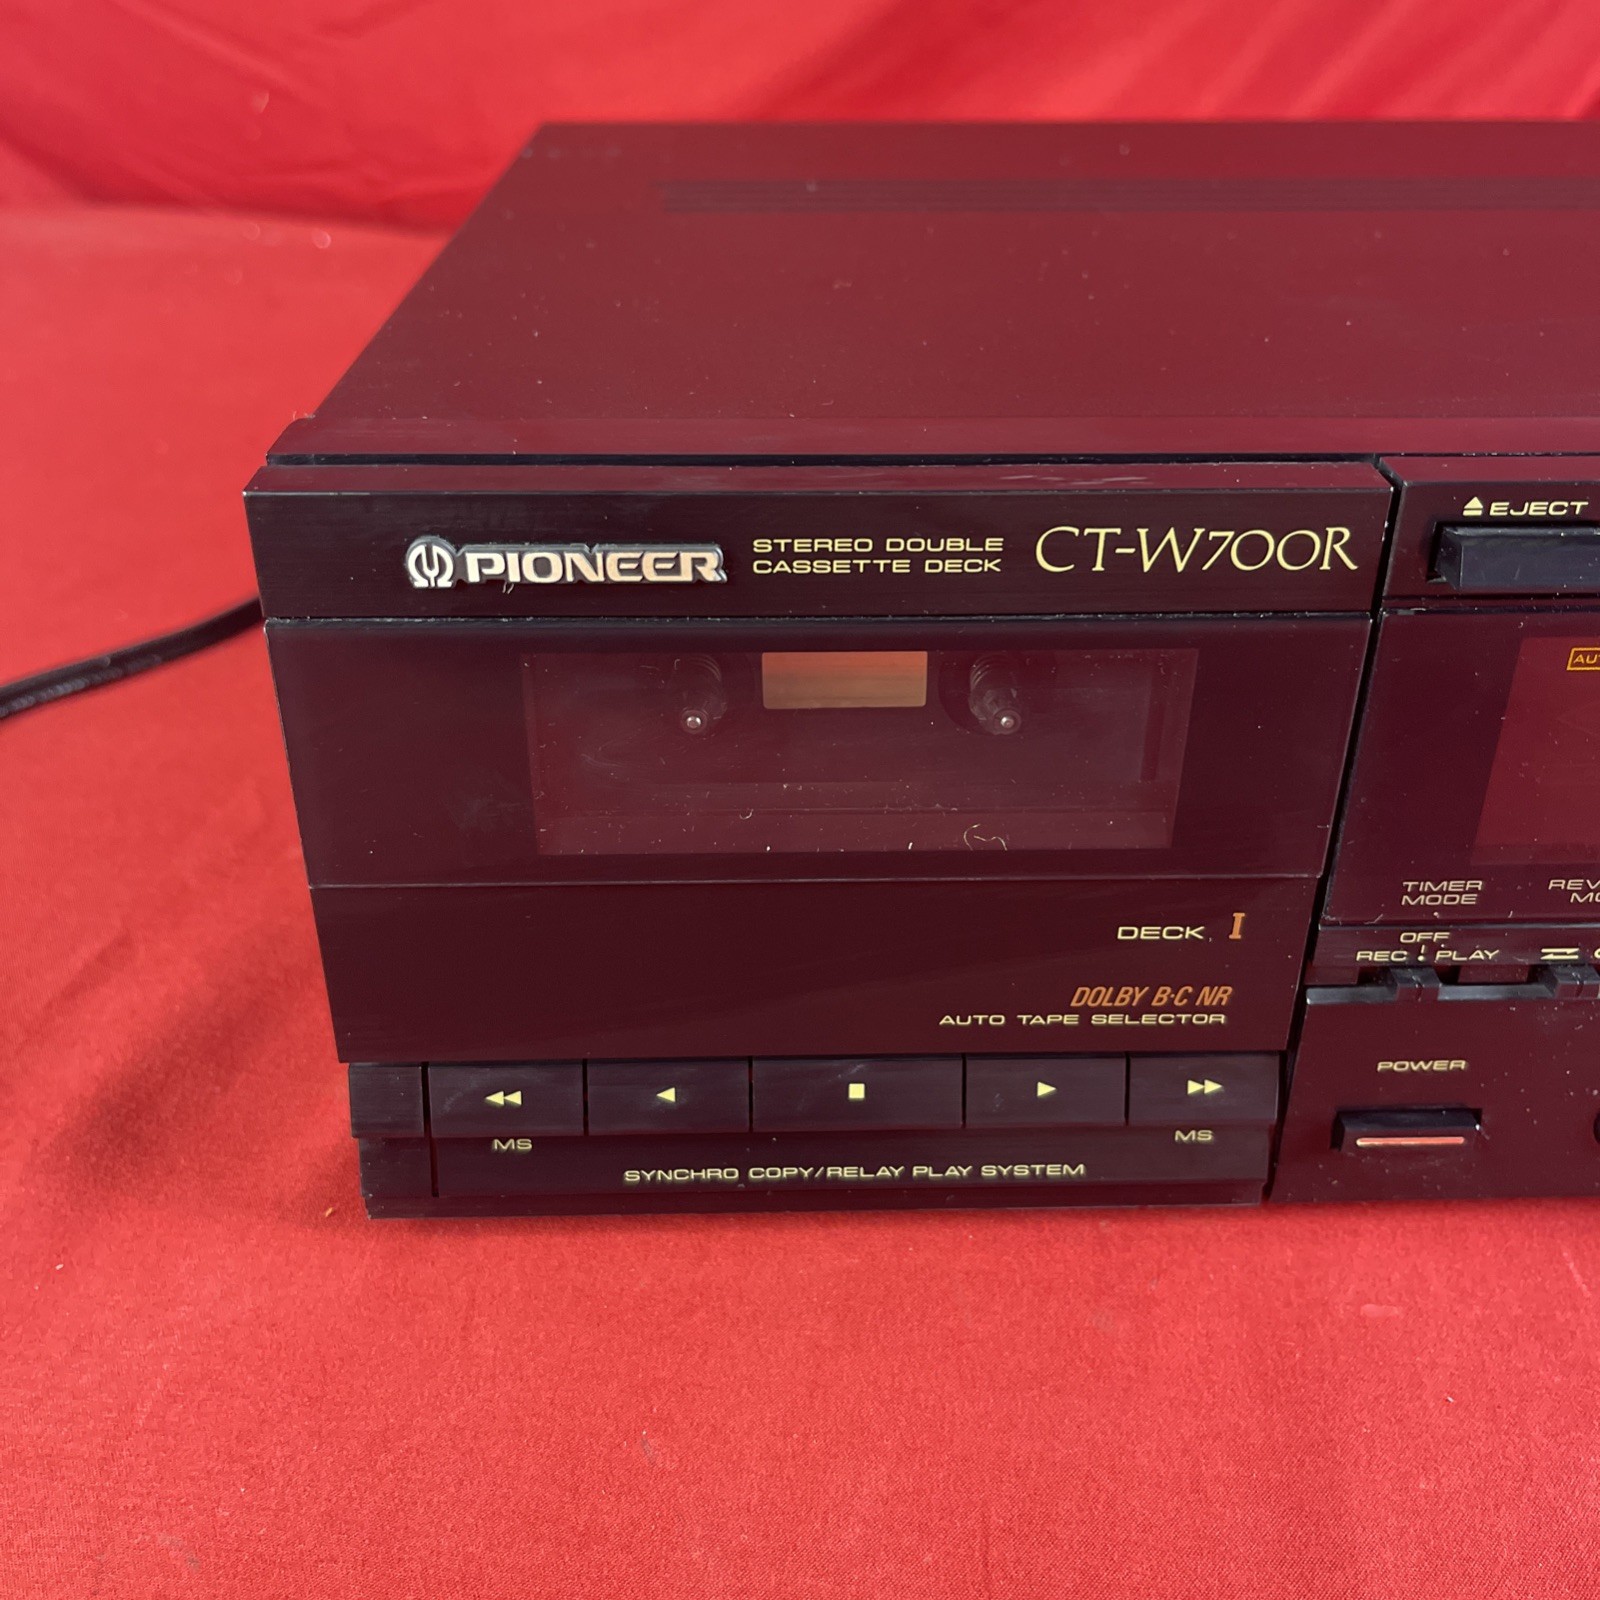 PIONEER
STEREO DOUBLE
CASSETTE DECK
CT-W700R
EJECT
DECK I
DOLBY B·C NR
AUTO TAPE SELECTOR
MS
MS
SYNCHRO COPY/RELAY PLAY SYSTEM
TIMER
MODE
OFF
REC PLAY
POWER